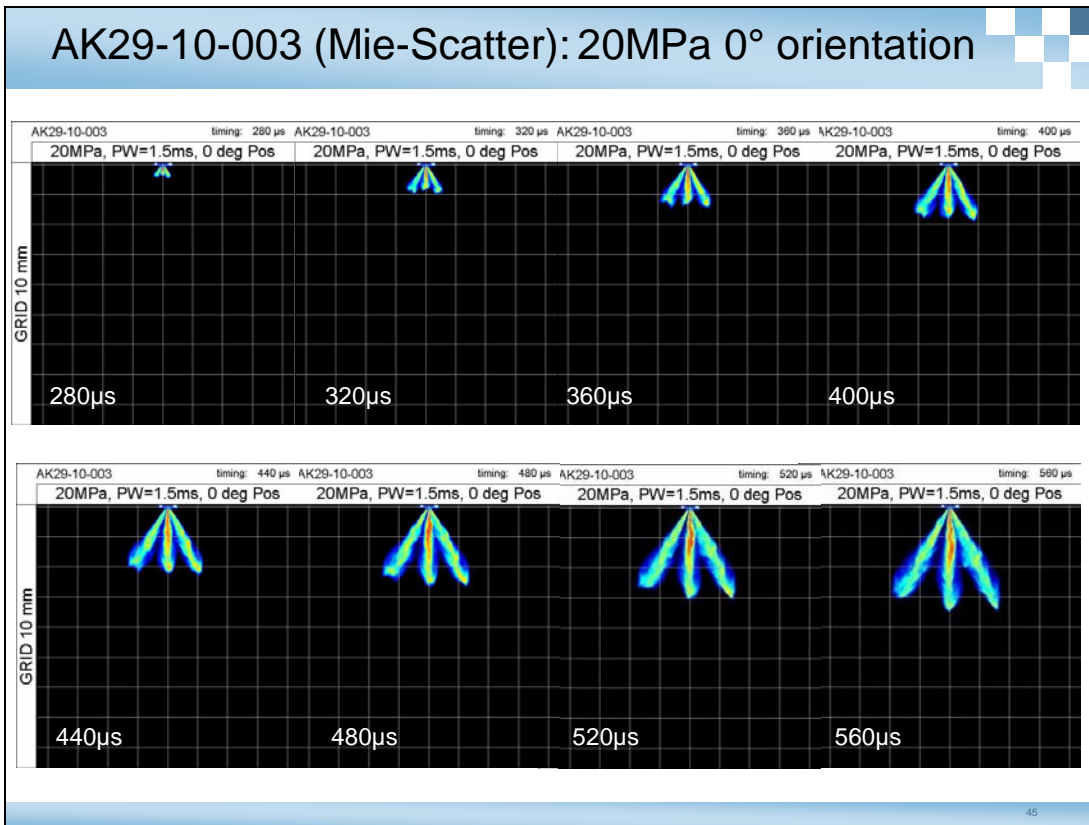 AK29-10-003 (Mie-Scatter): 20MPa 0° orientation
AK29-10-003 timing: 280 µs AK29-10-003 timing: 320 µs AK29-10-003 timing: 360 µs AK29-10-003 timing: 400 µs
20MPa, PW=1.5ms, 0 deg Pos 20MPa, PW=1.5ms, 0 deg Pos 20MPa, PW=1.5ms, 0 deg Pos 20MPa, PW=1.5ms, 0 deg Pos
GRID 10 mm
280µs 320µs 360µs 400µs
AK29-10-003 timing: 440 µs AK29-10-003 timing: 480 µs AK29-10-003 timing: 520 µs AK29-10-003 timing: 560 µs
20MPa, PW=1.5ms, 0 deg Pos 20MPa, PW=1.5ms, 0 deg Pos 20MPa, PW=1.5ms, 0 deg Pos 20MPa, PW=1.5ms, 0 deg Pos
GRID 10 mm
440µs 480µs 520µs 560µs
45